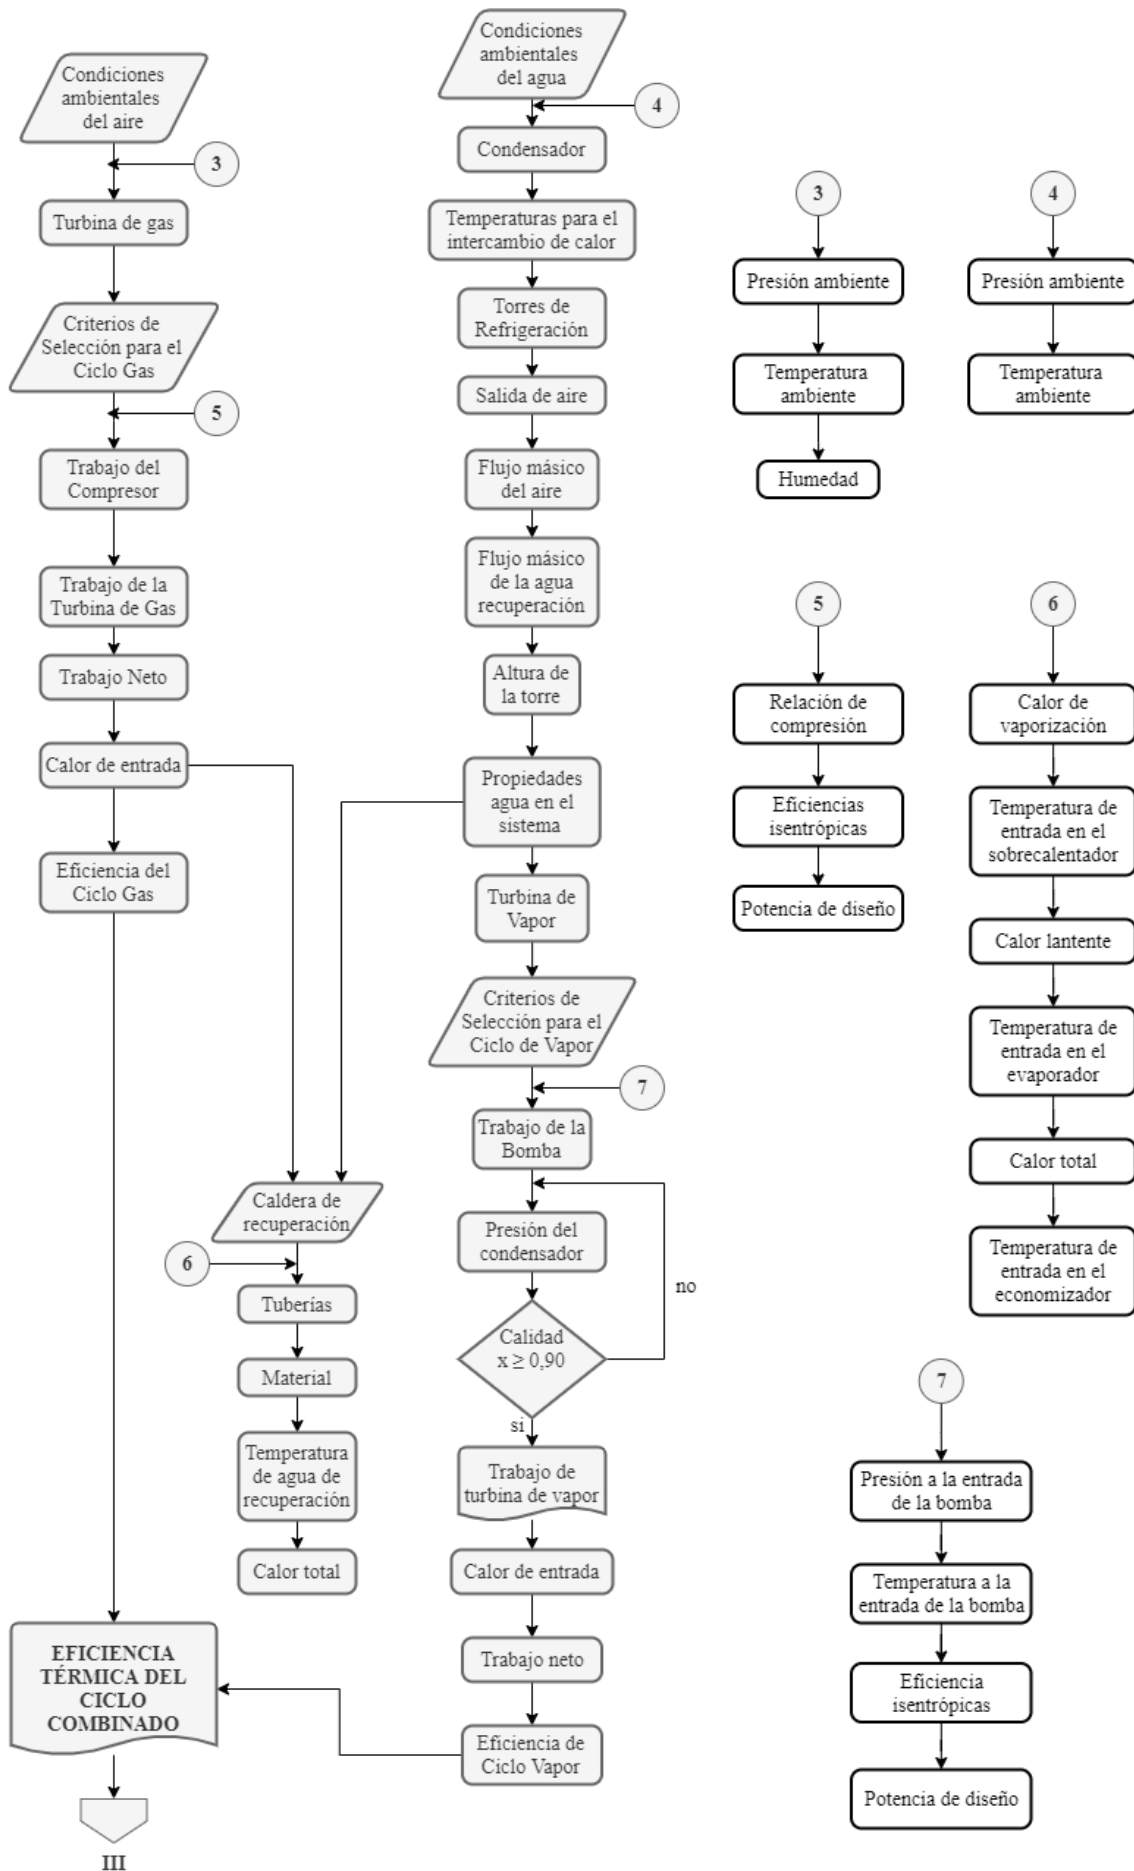 Condiciones
ambientales
del aire
3
Turbina de gas
Criterios de
Selección para el
Ciclo Gas
5
Trabajo del
Compresor
Trabajo de la
Turbina de Gas
Trabajo Neto
Calor de entrada
Eficiencia del
Ciclo Gas
Caldera de
recuperación
6
Tuberías
Material
Temperatura
de agua de
recuperación
Calor total
EFICIENCIA
TÉRMICA DEL
CICLO
COMBINADO
III
Condiciones
ambientales
del agua
4
Condensador
Temperaturas para el
intercambio de calor
Torres de
Refrigeración
Salida de aire
Flujo másico
del aire
Flujo másico
de la agua
recuperación
Altura de
la torre
Propiedades
agua en el
sistema
Turbina de
Vapor
Criterios de
Selección para el
Ciclo de Vapor
7
Trabajo de la
Bomba
Presión del
condensador
no
Calidad
x ≥ 0,90
si
Trabajo de
turbina de vapor
Calor de entrada
Trabajo neto
Eficiencia de
Ciclo Vapor
3
Presión ambiente
Temperatura
ambiente
Humedad
4
Presión ambiente
Temperatura
ambiente
5
Relación de
compresión
Eficiencias
isentrópicas
Potencia de diseño
6
Calor de
vaporización
Temperatura de
entrada en el
sobrecalentador
Calor lantente
Temperatura de
entrada en el
evaporador
Calor total
Temperatura de
entrada en el
economizador
7
Presión a la entrada
de la bomba
Temperatura a la
entrada de la bomba
Eficiencia
isentrópicas
Potencia de diseño